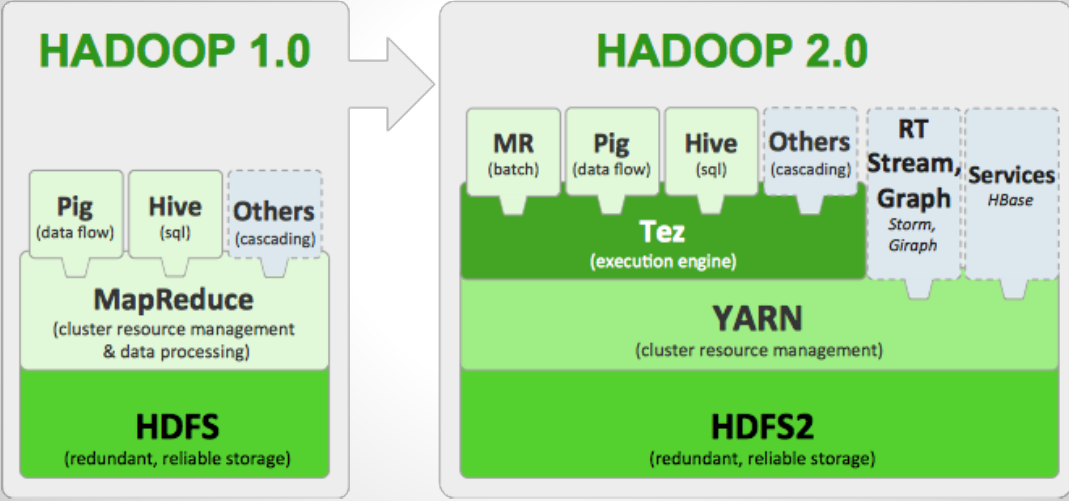 HADOOP 1.0
Pig
(data flow)
Hive
(sql)
Others
(cascading)
MapReduce
(cluster resource management
& data processing)
HDFS
(redundant, reliable storage)
HADOOP 2.0
MR
(batch)
Pig
(data flow)
Hive
(sql)
Others
(cascading)
RT
Stream,
Graph
Storm,
Giraph
Services
HBase
Tez
(execution engine)
YARN
(cluster resource management)
HDFS2
(redundant, reliable storage)